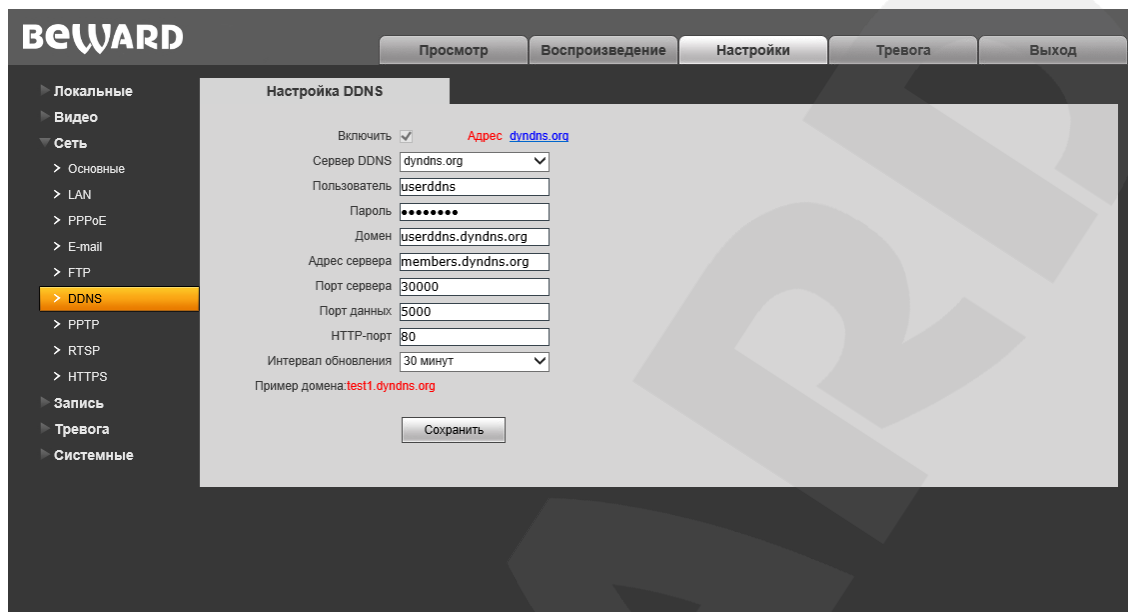 BEWARD
Просмотр Воспроизведение Настройки Тревога Выход
Локальные
Видео
Сеть
> Основные
> LAN
> PPPoE
> E-mail
> FTP
> DDNS
> PPTP
> RTSP
> HTTPS
Запись
Тревога
Системные
Настройка DDNS
Включить Адрес dyndns.org
Сервер DDNS dyndns.org
Пользователь userddns
Пароль ••••••••
Домен userddns.dyndns.org
Адрес сервера members.dyndns.org
Порт сервера 30000
Порт данных 5000
HTTP-порт 80
Интервал обновления 30 минут
Пример домена:test1.dyndns.org
Сохранить